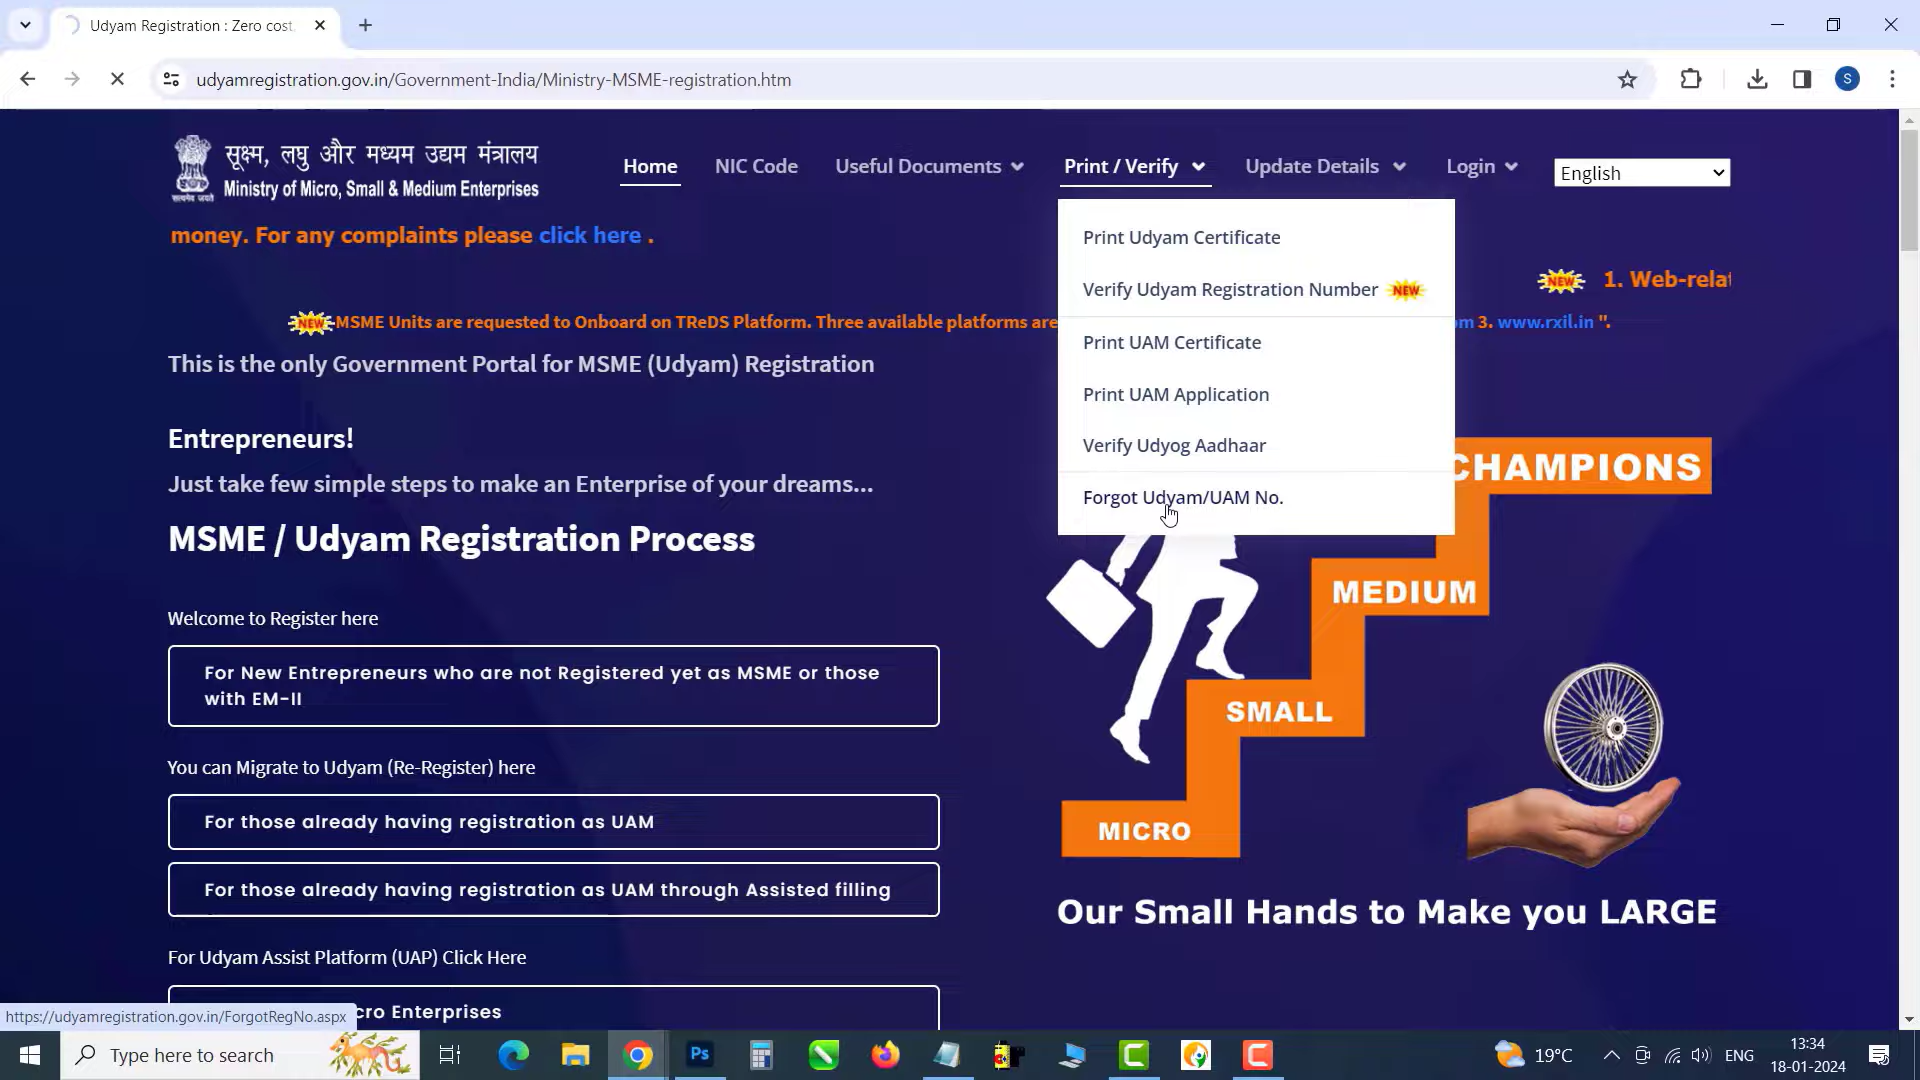 Udyam Registration : Zero cost,
udyamregistration.gov.in/Government-India/Ministry-MSME-registration.htm
S
सूक्ष्म, लघु और मध्यम उद्यम मंत्रालय
Ministry of Micro, Small & Medium Enterprises
सत्यमेव जयते
Home
NIC Code
Useful Documents
Print / Verify
Update Details
Login
English
money. For any complaints please click here .
Print Udyam Certificate
Verify Udyam Registration Number NEW
Print UAM Certificate
Print UAM Application
Verify Udyog Aadhaar
Forgot Udyam/UAM No.
NEW 1. Web-relat
NEW MSME Units are requested to Onboard on TReDS Platform. Three available platforms are
om 3. www.rxil.in ".
This is the only Government Portal for MSME (Udyam) Registration
Entrepreneurs!
Just take few simple steps to make an Enterprise of your dreams...
MSME / Udyam Registration Process
Welcome to Register here
For New Entrepreneurs who are not Registered yet as MSME or those
with EM-II
You can Migrate to Udyam (Re-Register) here
For those already having registration as UAM
For those already having registration as UAM through Assisted filling
For Udyam Assist Platform (UAP) Click Here
cro Enterprises
CHAMPIONS
MEDIUM
SMALL
MICRO
Our Small Hands to Make you LARGE
https://udyamregistration.gov.in/ForgotRegNo.aspx
Type here to search
Ps
19°C
ENG
13:34
18-01-2024